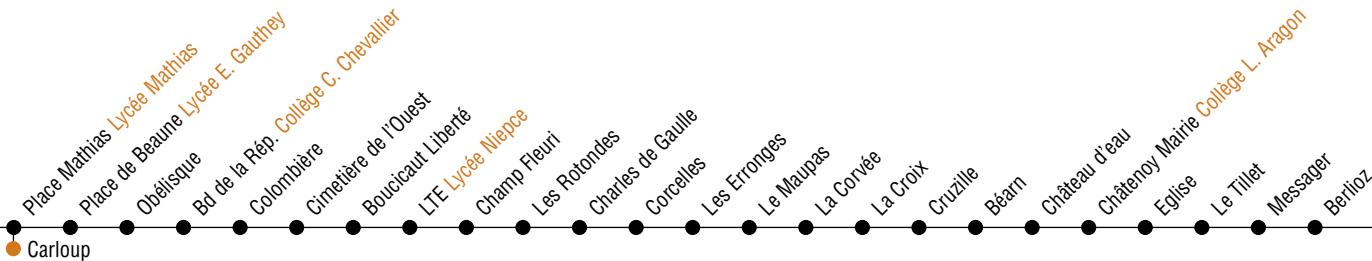 Place Mathias Lycée Mathias
Place de Beaune Lycée E. Gauthey
Obélisque
Bd de la Rép. Collège C. Chevallier
Colombière
Cimetière de l'Ouest
Boucicaut Liberté
LTE Lycée Niepce
Champ Fleuri
Les Rotondes
Charles de Gaulle
Corcelles
Les Erronges
Le Maupas
La Corvée
La Croix
Cruzille
Béarn
Château d'eau
Châtenoy Mairie Collège L. Aragon
Eglise
Le Tillet
Messager
Berlioz
Carloup